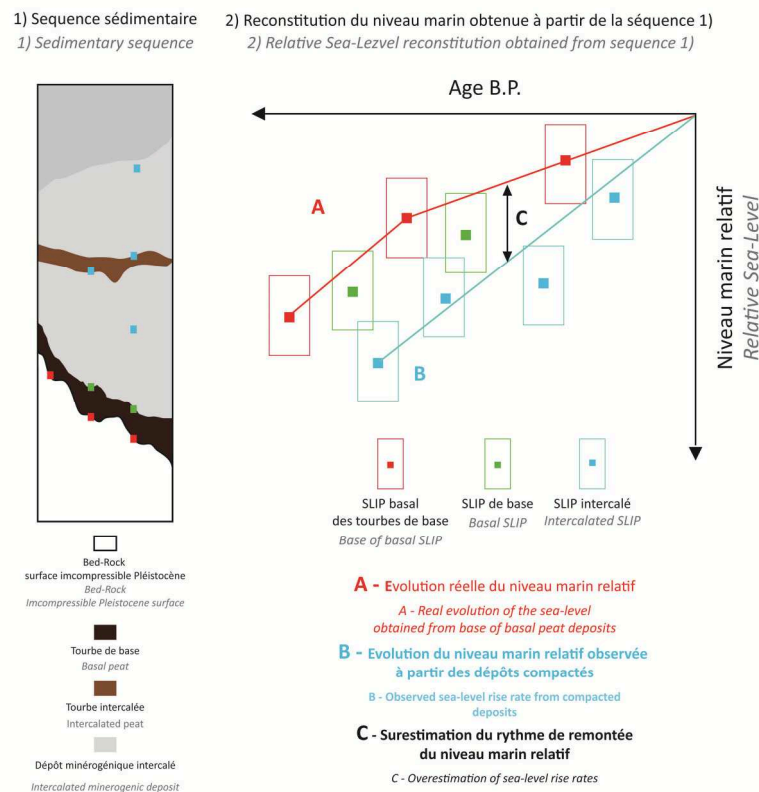 1) Sequence sédimentaire
1) Sedimentary sequence
2) Reconstitution du niveau marin obtenue à partir de la séquence 1)
2) Relative Sea-Lezvel reconstitution obtained from sequence 1)
Age B.P.
A
C
B
Niveau marin relatif
Relative Sea-Level
SLIP basal
des tourbes de base
Base of basal SLIP
SLIP de base
Basal SLIP
SLIP intercalé
Intercalated SLIP
Bed-Rock
surface imcompressible Pléistocène
Bed-Rock
Imcompressible Pleistocene surface
Tourbe de base
Basal peat
Tourbe intercalée
Intercalated peat
Dépôt minérogénique intercalé
Intercalated minerogenic deposit
A - Evolution réelle du niveau marin relatif
A - Real evolution of the sea-level
obtained from base of basal peat deposits
B - Evolution du niveau marin relatif observée
à partir des dépôts compactés
B - Observed sea-level rise rate from compacted
deposits
C - Surestimation du rythme de remontée
du niveau marin relatif
C - Overestimation of sea-level rise rates